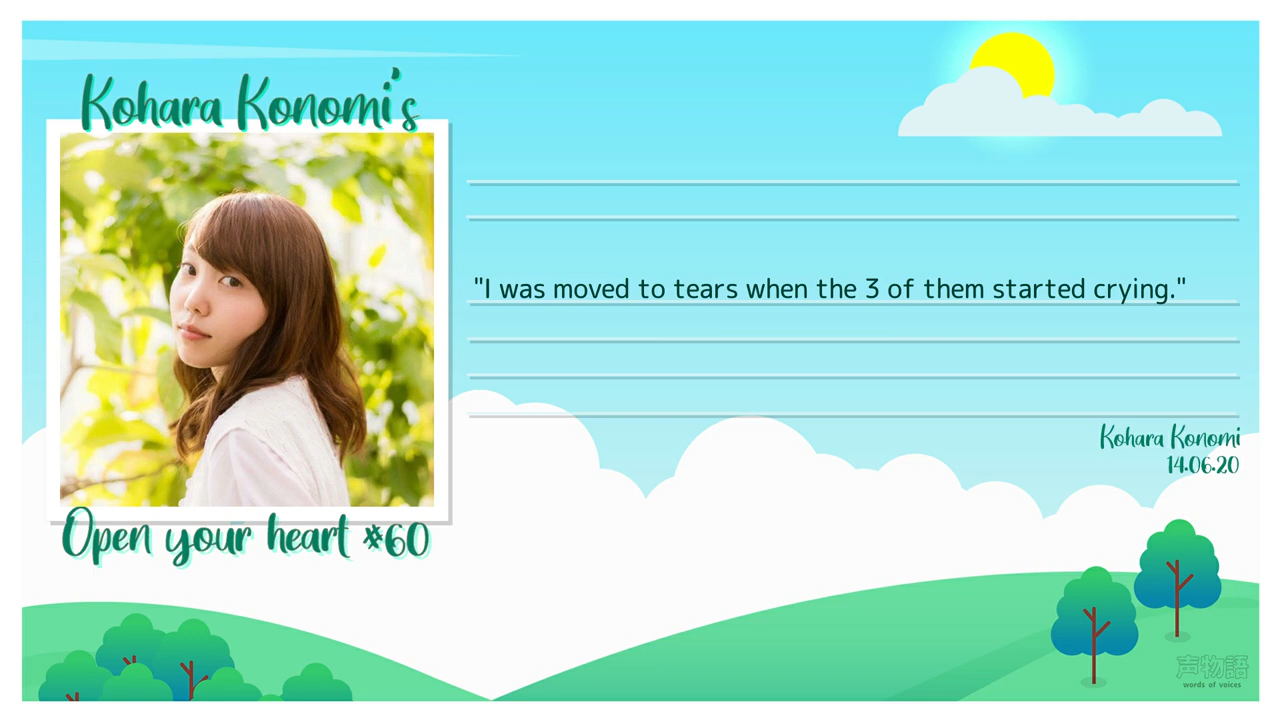 Kohara Konomi's
"I was moved to tears when the 3 of them started crying."
Kohara Konomi
14.06.20
Open your heart #60
声物語
words of voices